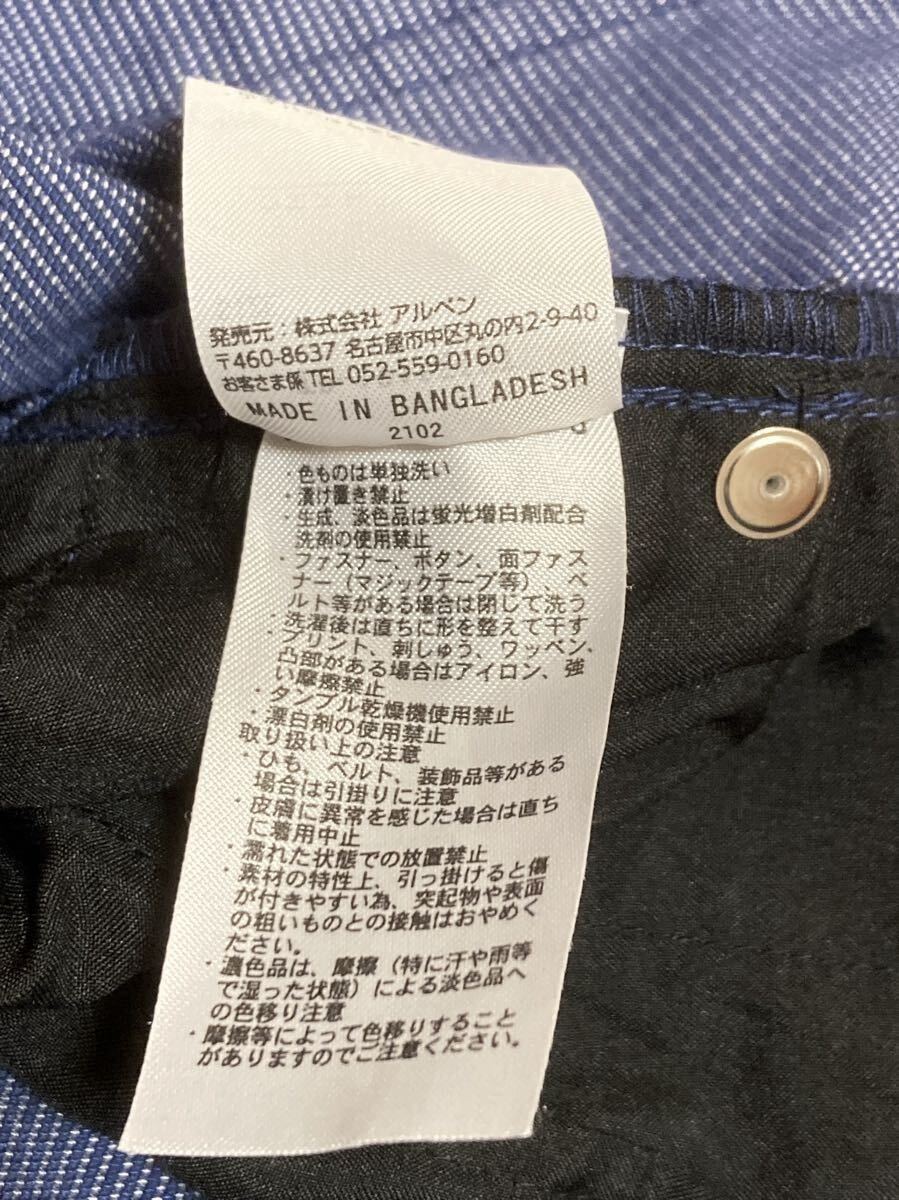 発売元：株式会社 アルペン
〒460-8637 名古屋市中区丸の内2-9-40
お客さま係 TEL 052-559-0160
MADE IN BANGLADESH
2102
・色ものは単独洗い
・漬け置き禁止
・生成、淡色品は蛍光増白剤配合
洗剤の使用禁止
・ファスナー、ボタン、面ファス
ナー（マジックテープ等）、ベ
ルト等がある場合は閉じて洗う
・洗濯後は直ちに形を整えて干す
・プリント、刺しゅう、ワッペン、
凸部がある場合はアイロン、強
い摩擦禁止
・タンブル乾燥機使用禁止
・漂白剤の使用禁止
取り扱い上の注意
・ひも、ベルト、装飾品等がある
場合は引掛りに注意
・皮膚に異常を感じた場合は直ち
に着用中止
・濡れた状態での放置禁止
・素材の特性上、引っ掛けると傷
が付きやすい為、突起物や表面
の粗いものとの接触はおやめく
ださい。
・濃色品は、摩擦（特に汗や雨等
で湿った状態）による淡色品へ
の色移り注意
・摩擦等によって色移りすること
がありますのでご注意ください。